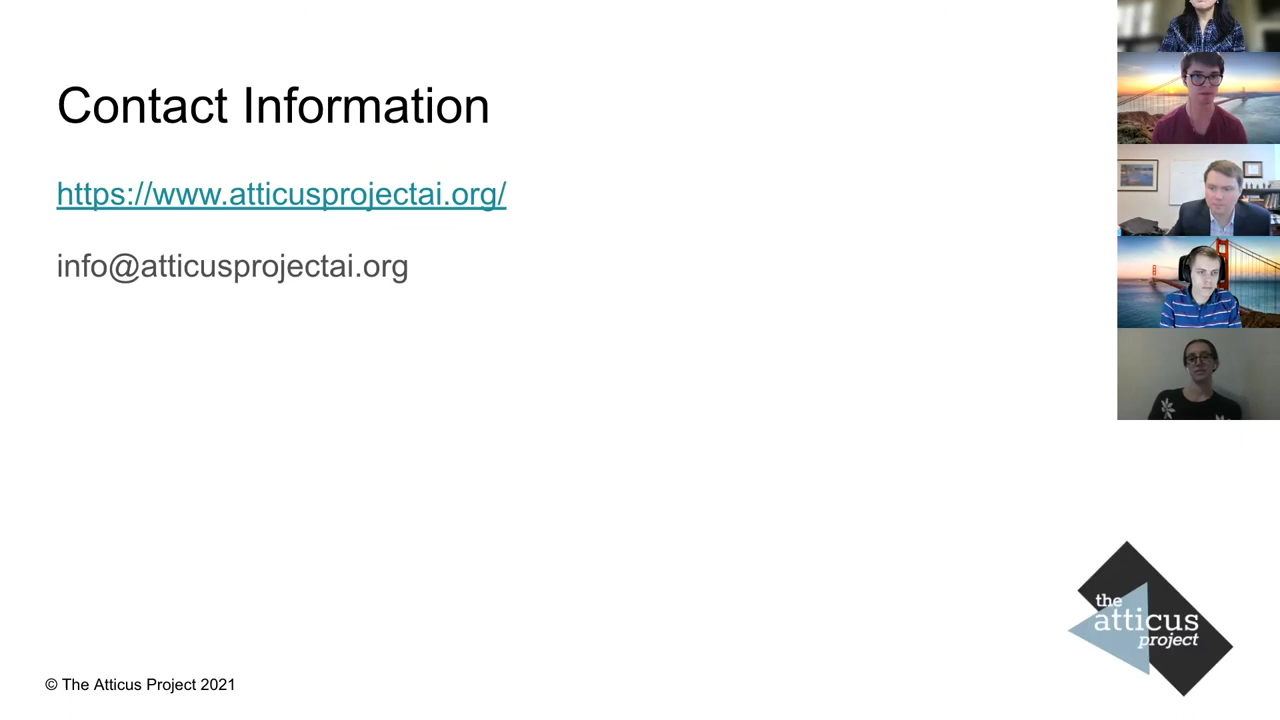 Contact Information
https://www.atticusprojectai.org/
info@atticusprojectai.org
the
atticus
project
© The Atticus Project 2021